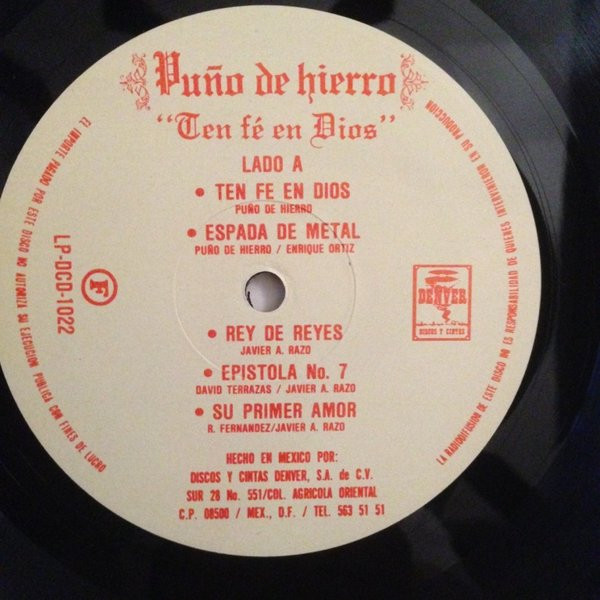 Puño de hierro
"Ten fé en Dios"
LADO A
• TEN FE EN DIOS
PUÑO DE HIERRO
• ESPADA DE METAL
PUÑO DE HIERRO / ENRIQUE ORTIZ
• REY DE REYES
JAVIER A. RAZO
• EPISTOLA No. 7
DAVID TERRAZAS / JAVIER A. RAZO
• SU PRIMER AMOR
R. FERNANDEZ/JAVIER A. RAZO
HECHO EN MEXICO POR:
DISCOS Y CINTAS DENVER, S.A. de C.V.
SUR 28 No. 551/COL. AGRICOLA ORIENTAL
C.P. 08500 / MEX., D.F. / TEL. 563 51 51
LP-DCD-1022
F
DENVER
DISCOS Y CINTAS
EL IMPORTE PAGADO POR ESTE DISCO NO AUTORIZA SU EJECUCION PUBLICA CON FINES DE LUCRO
LA RADIODIFUSION DE ESTE DISCO NO ES RESPONSABILIDAD DE QUIENES INTERVINIERON EN SU PRODUCCION